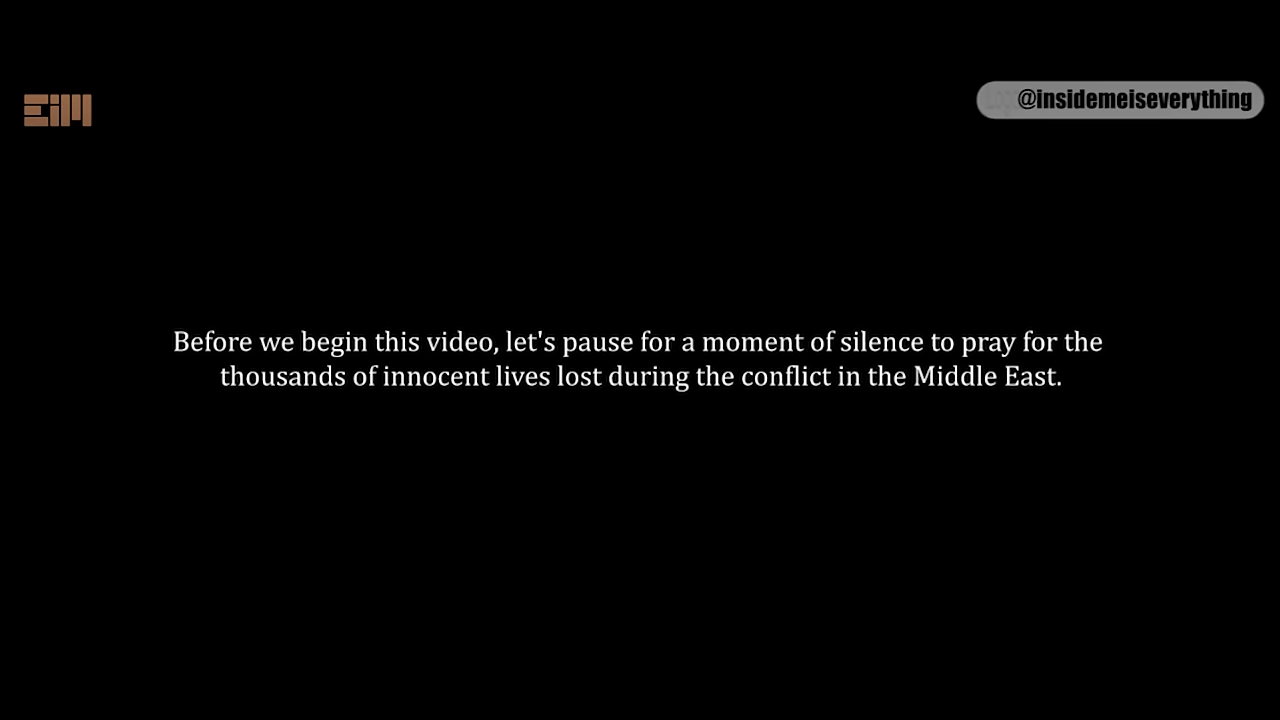 EiM
@insidemeiseverything
Before we begin this video, let's pause for a moment of silence to pray for the
thousands of innocent lives lost during the conflict in the Middle East.